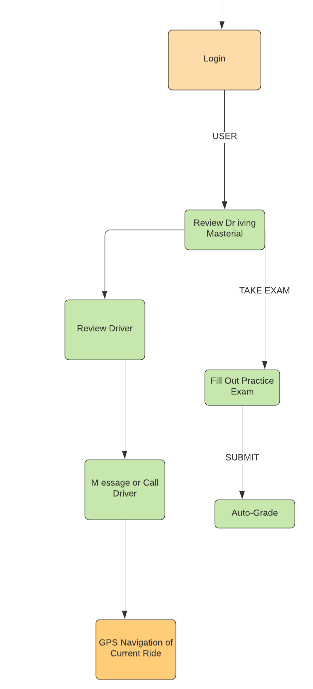 Login
USER
Review Dr iving
Masterial
TAKE EXAM
Review Driver
Fill Out Practice
Exam
SUBMIT
M essage or Call
Driver
Auto-Grade
GPS Navigation of
Current Ride